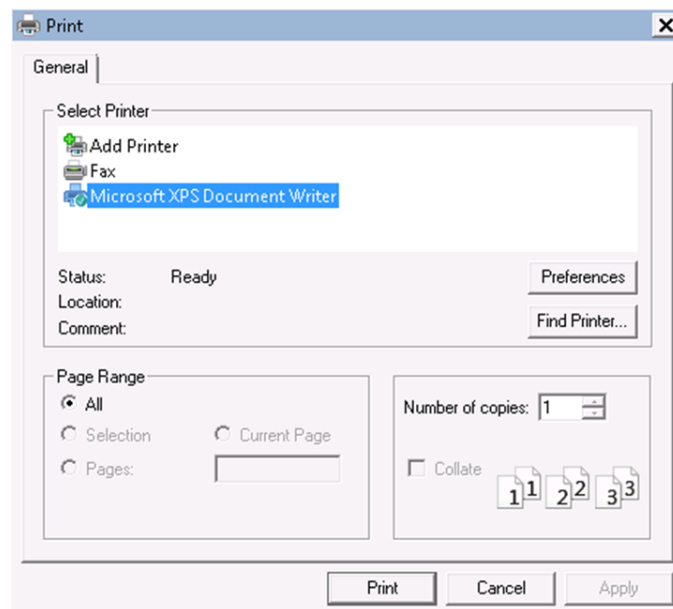 Print
General
Select Printer
Add Printer
Fax
Microsoft XPS Document Writer
Status: Ready
Preferences
Location:
Find Printer...
Comment:
Page Range
All
Number of copies: 1
Selection Current Page
Pages:
Collate
1 1 2 2 3 3
Print Cancel Apply